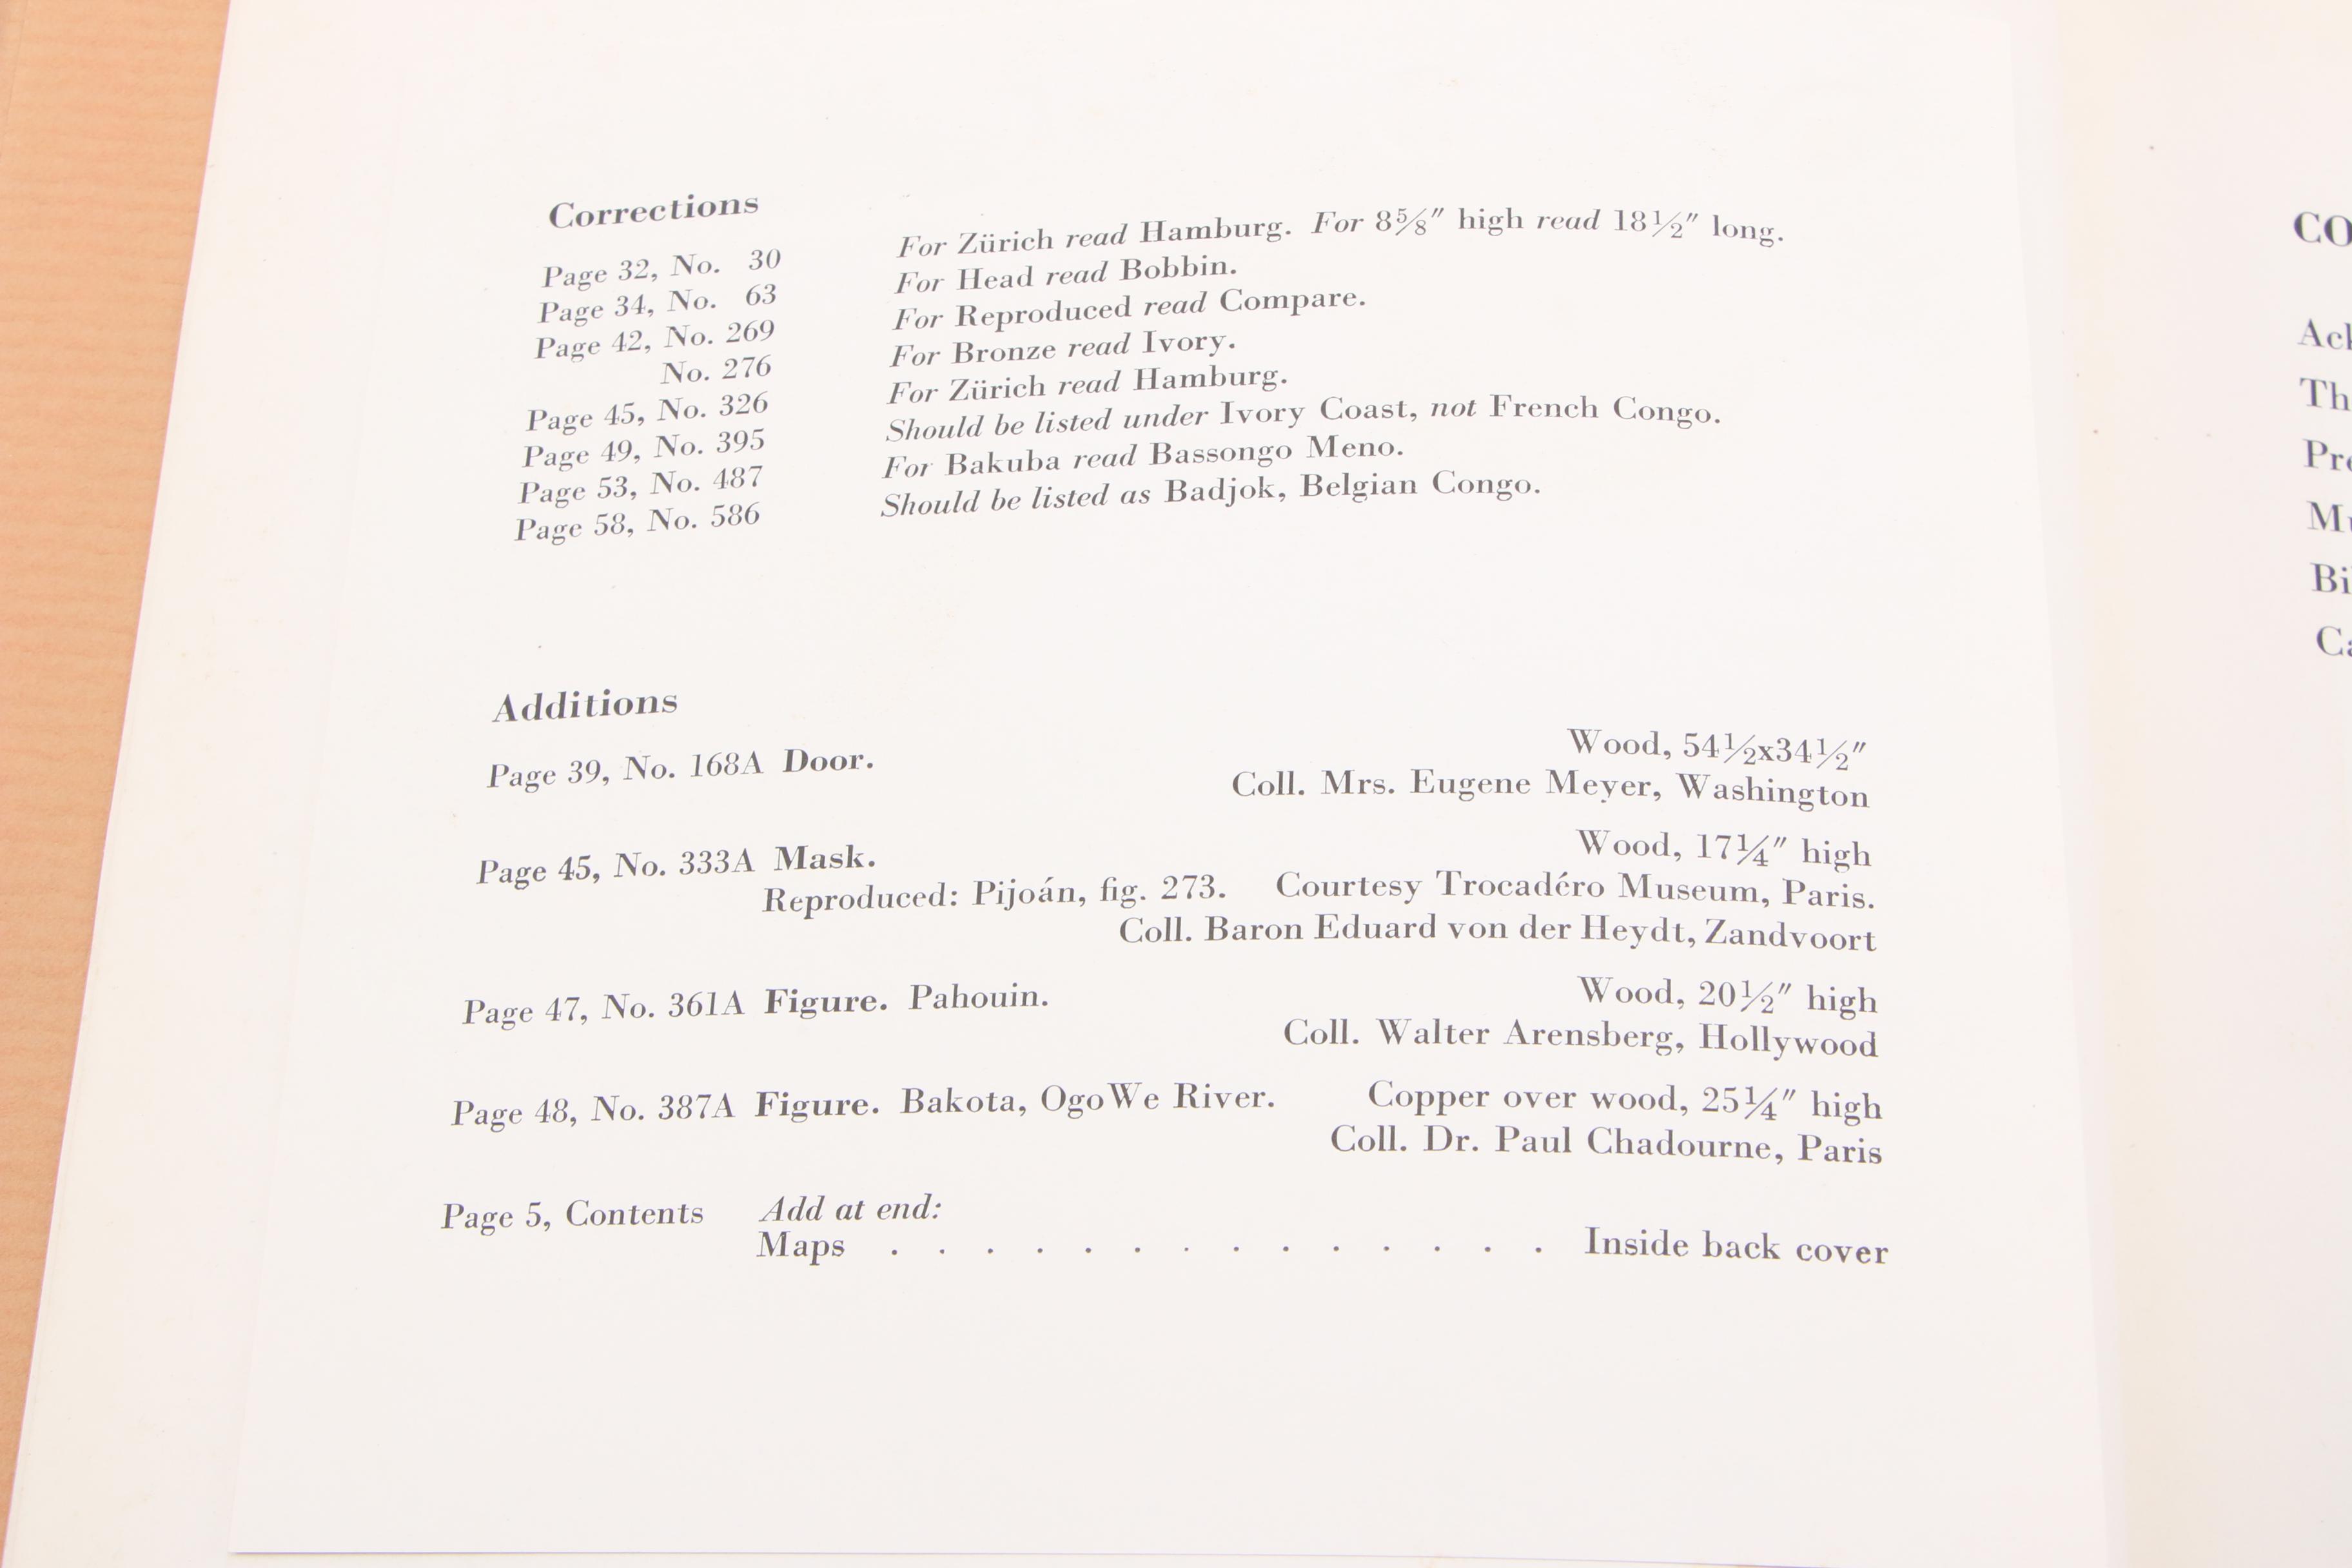 Corrections
Page 32, No. 30 For Zürich read Hamburg. For 8⅝″ high read 18½″ long.
Page 34, No. 63 For Head read Bobbin.
Page 42, No. 269 For Reproduced read Compare.
No. 276 For Bronze read Ivory.
Page 45, No. 326 For Zürich read Hamburg.
Page 49, No. 395 Should be listed under Ivory Coast, not French Congo.
Page 53, No. 487 For Bakuba read Bassongo Meno.
Page 58, No. 586 Should be listed as Badjok, Belgian Congo.
Additions
Page 39, No. 168A Door. Wood, 54½x34½″
Coll. Mrs. Eugene Meyer, Washington
Page 45, No. 333A Mask. Wood, 17¼″ high
Reproduced: Pijoán, fig. 273. Courtesy Trocadéro Museum, Paris.
Coll. Baron Eduard von der Heydt, Zandvoort
Page 47, No. 361A Figure. Pahouin. Wood, 20½″ high
Coll. Walter Arensberg, Hollywood
Page 48, No. 387A Figure. Bakota, OgoWe River. Copper over wood, 25¼″ high
Coll. Dr. Paul Chadourne, Paris
Page 5, Contents Add at end:
Maps . . . . . . . . . . . . . . Inside back cover